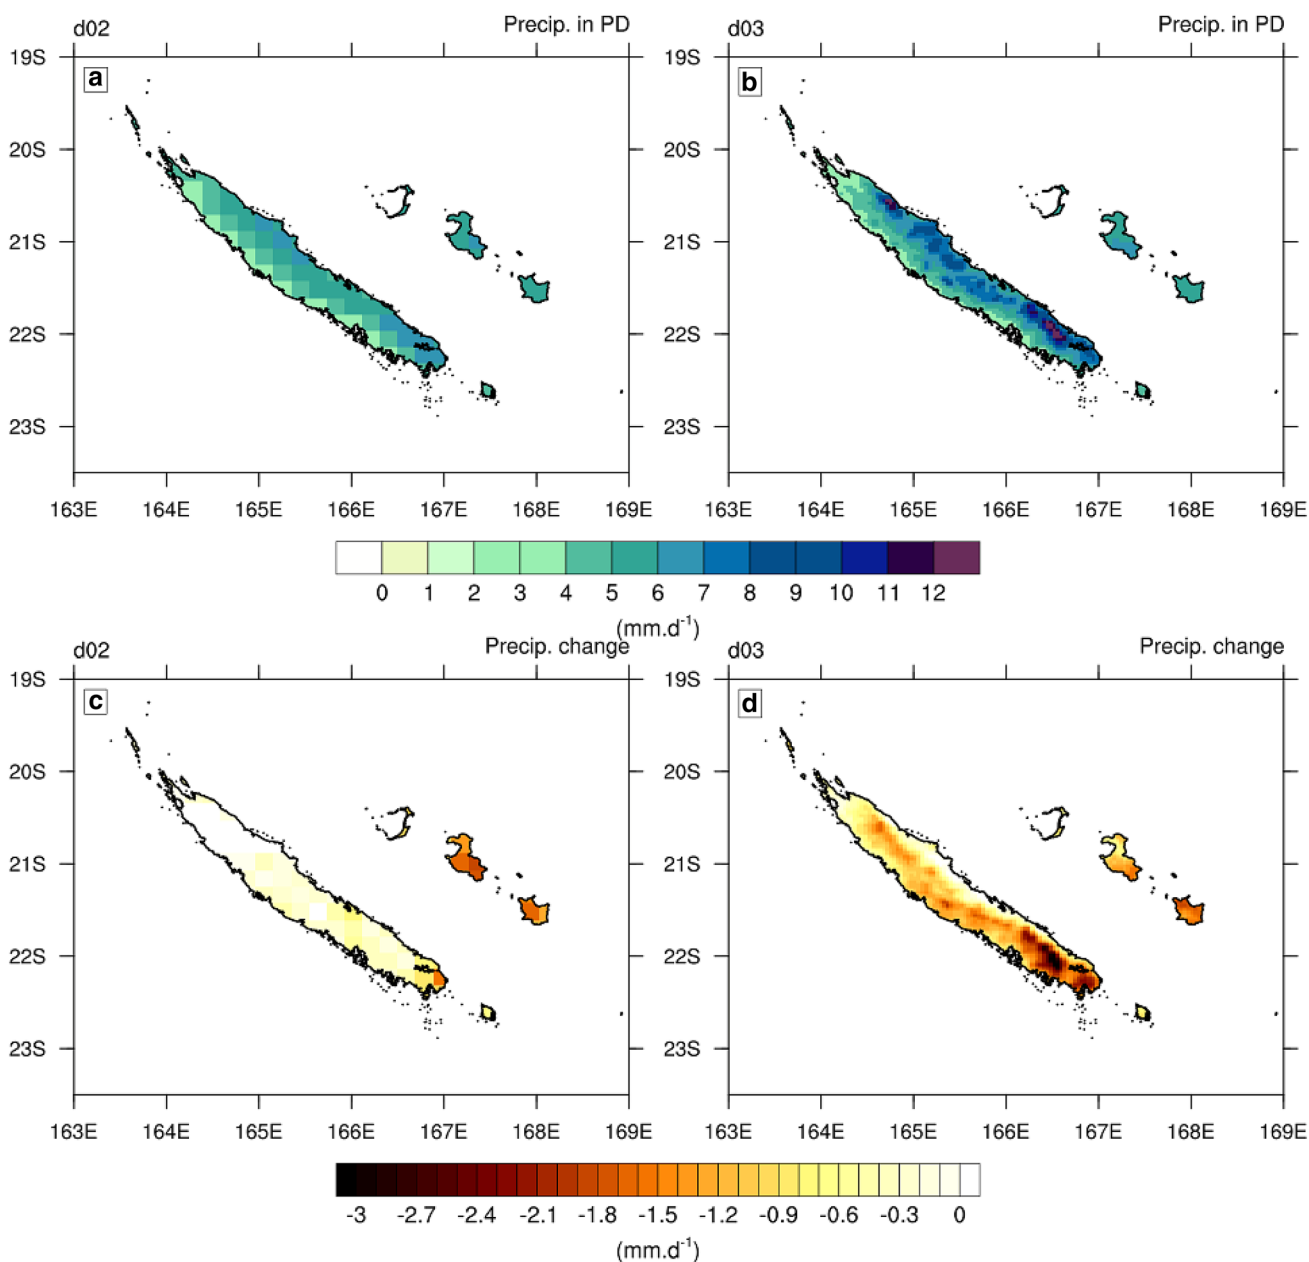 d02 Precip. in PD d03 Precip. in PD
19S a 19S b
20S 20S
21S 21S
22S 22S
23S 23S
163E 164E 165E 166E 167E 168E 169E 163E 164E 165E 166E 167E 168E 169E
0 1 2 3 4 5 6 7 8 9 10 11 12
(mm.d-1)
d02 Precip. change d03 Precip. change
19S c 19S d
20S 20S
21S 21S
22S 22S
23S 23S
163E 164E 165E 166E 167E 168E 169E 163E 164E 165E 166E 167E 168E 169E
-3 -2.7 -2.4 -2.1 -1.8 -1.5 -1.2 -0.9 -0.6 -0.3 0
(mm.d-1)